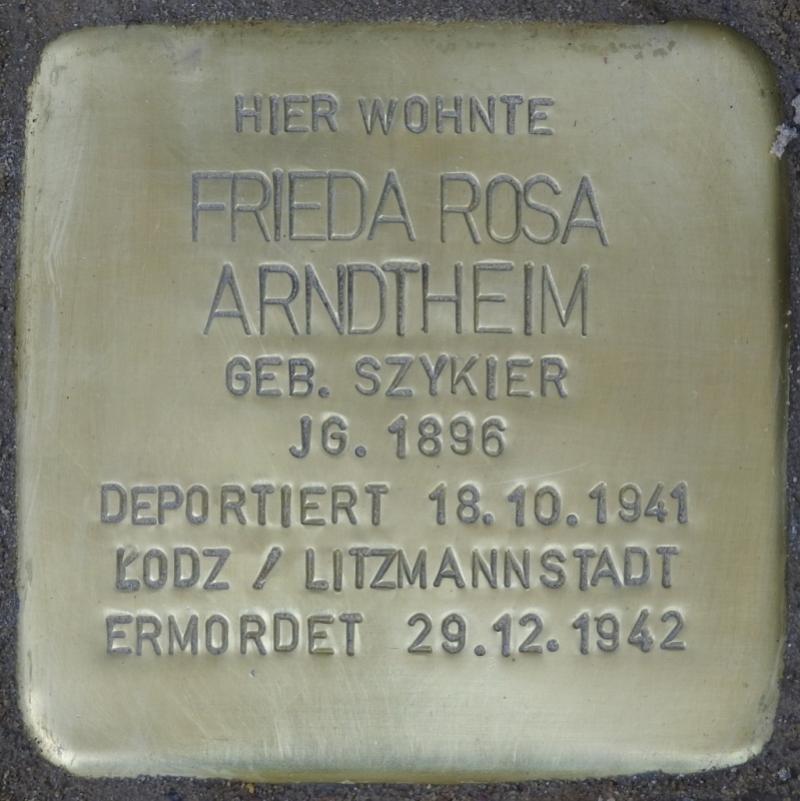 HIER WOHNTE
FRIEDA ROSA
ARNDTHEIM
GEB. SZYKIER
JG. 1896
DEPORTIERT 18.10.1941
ŁODZ / LITZMANNSTADT
ERMORDET 29.12.1942